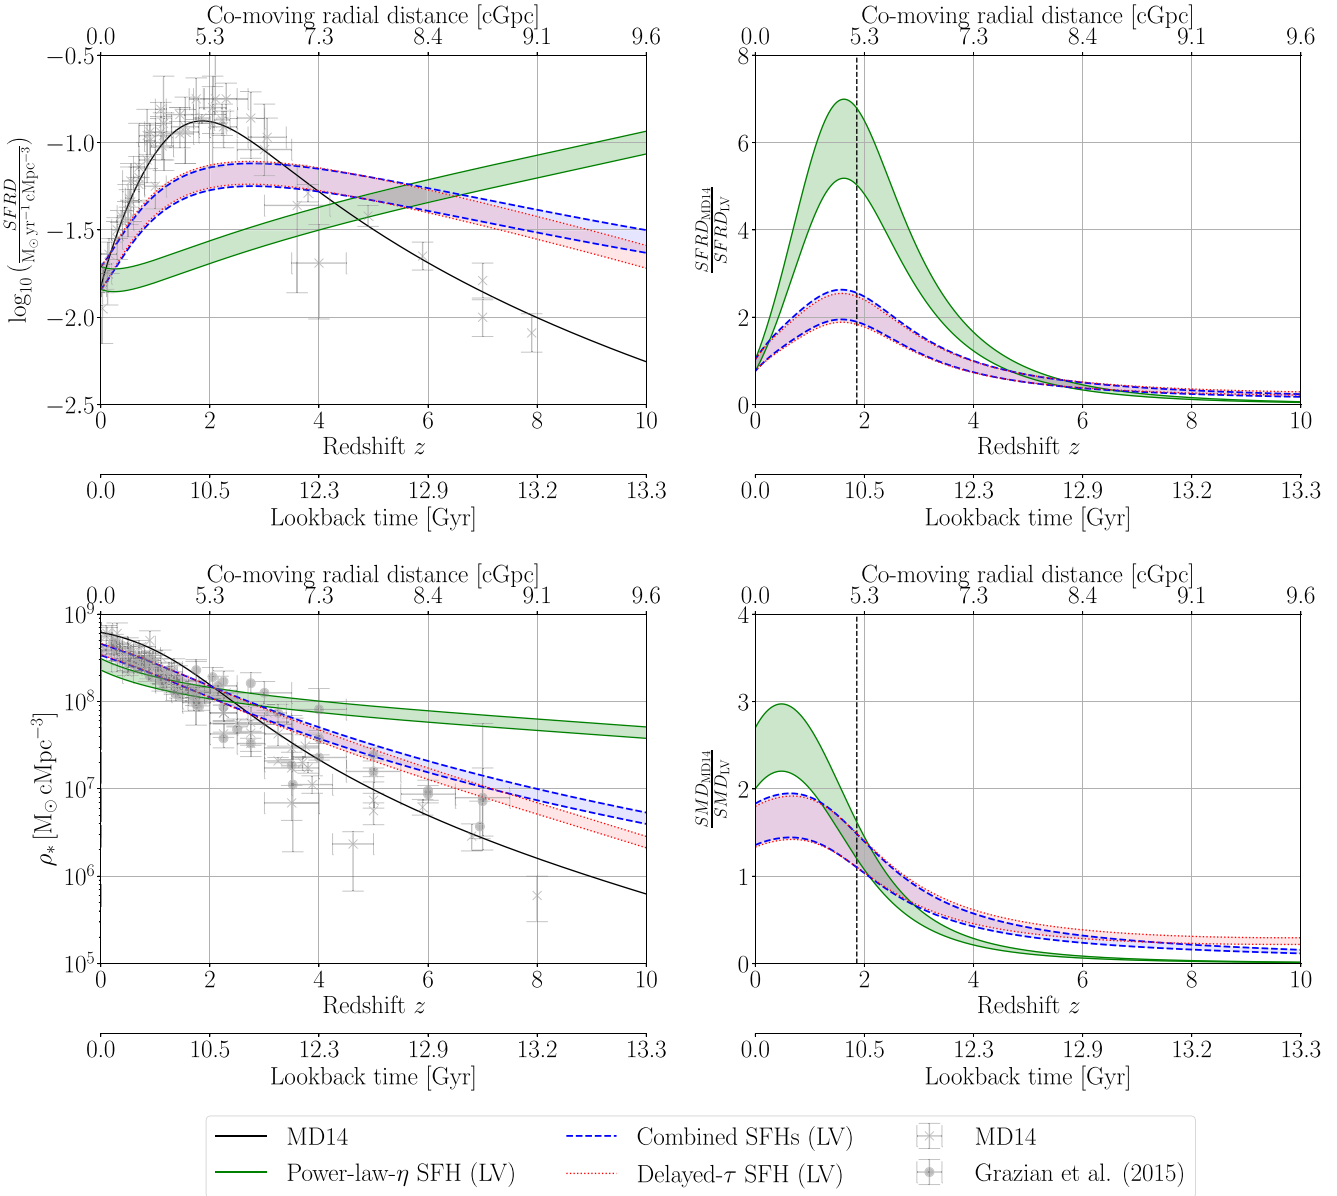 Co-moving radial distance [cGpc]
0.0 5.3 7.3 8.4 9.1 9.6
−0.5
−1.0
−1.5
−2.0
−2.5
log10 (SFRD / M⊙ yr−1 cMpc−3)
0 2 4 6 8 10
Redshift z
0.0 10.5 12.3 12.9 13.2 13.3
Lookback time [Gyr]
Co-moving radial distance [cGpc]
0.0 5.3 7.3 8.4 9.1 9.6
8
6
4
2
0
SFRD_MD14 / SFRD_LV
0 2 4 6 8 10
Redshift z
0.0 10.5 12.3 12.9 13.2 13.3
Lookback time [Gyr]
Co-moving radial distance [cGpc]
0.0 5.3 7.3 8.4 9.1 9.6
10^9
10^8
10^7
10^6
10^5
ρ* [M⊙ cMpc−3]
0 2 4 6 8 10
Redshift z
0.0 10.5 12.3 12.9 13.2 13.3
Lookback time [Gyr]
Co-moving radial distance [cGpc]
0.0 5.3 7.3 8.4 9.1 9.6
4
3
2
1
0
SMD_MD14 / SMD_LV
0 2 4 6 8 10
Redshift z
0.0 10.5 12.3 12.9 13.2 13.3
Lookback time [Gyr]
MD14 Combined SFHs (LV) MD14
Power-law-η SFH (LV) Delayed-τ SFH (LV) Grazian et al. (2015)